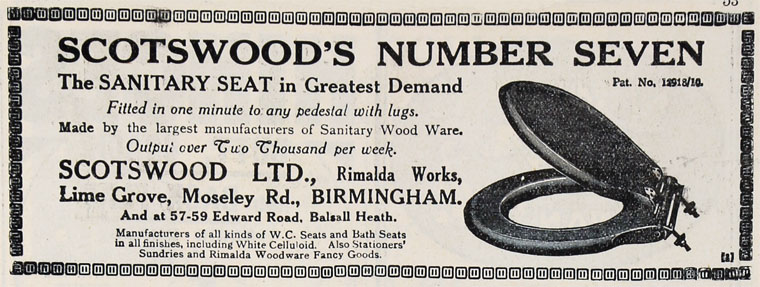 SCOTSWOOD'S NUMBER SEVEN
The SANITARY SEAT in Greatest Demand
Pat. No. 12918/10.
Fitted in one minute to any pedestal with lugs.
Made by the largest manufacturers of Sanitary Wood Ware.
Output over Two Thousand per week.
SCOTSWOOD LTD., Rimalda Works,
Lime Grove, Moseley Rd., BIRMINGHAM.
And at 57-59 Edward Road, Balsall Heath.
Manufacturers of all kinds of W.C. Seats and Bath Seats
in all finishes, including White Celluloid. Also Stationers'
Sundries and Rimalda Woodware Fancy Goods.